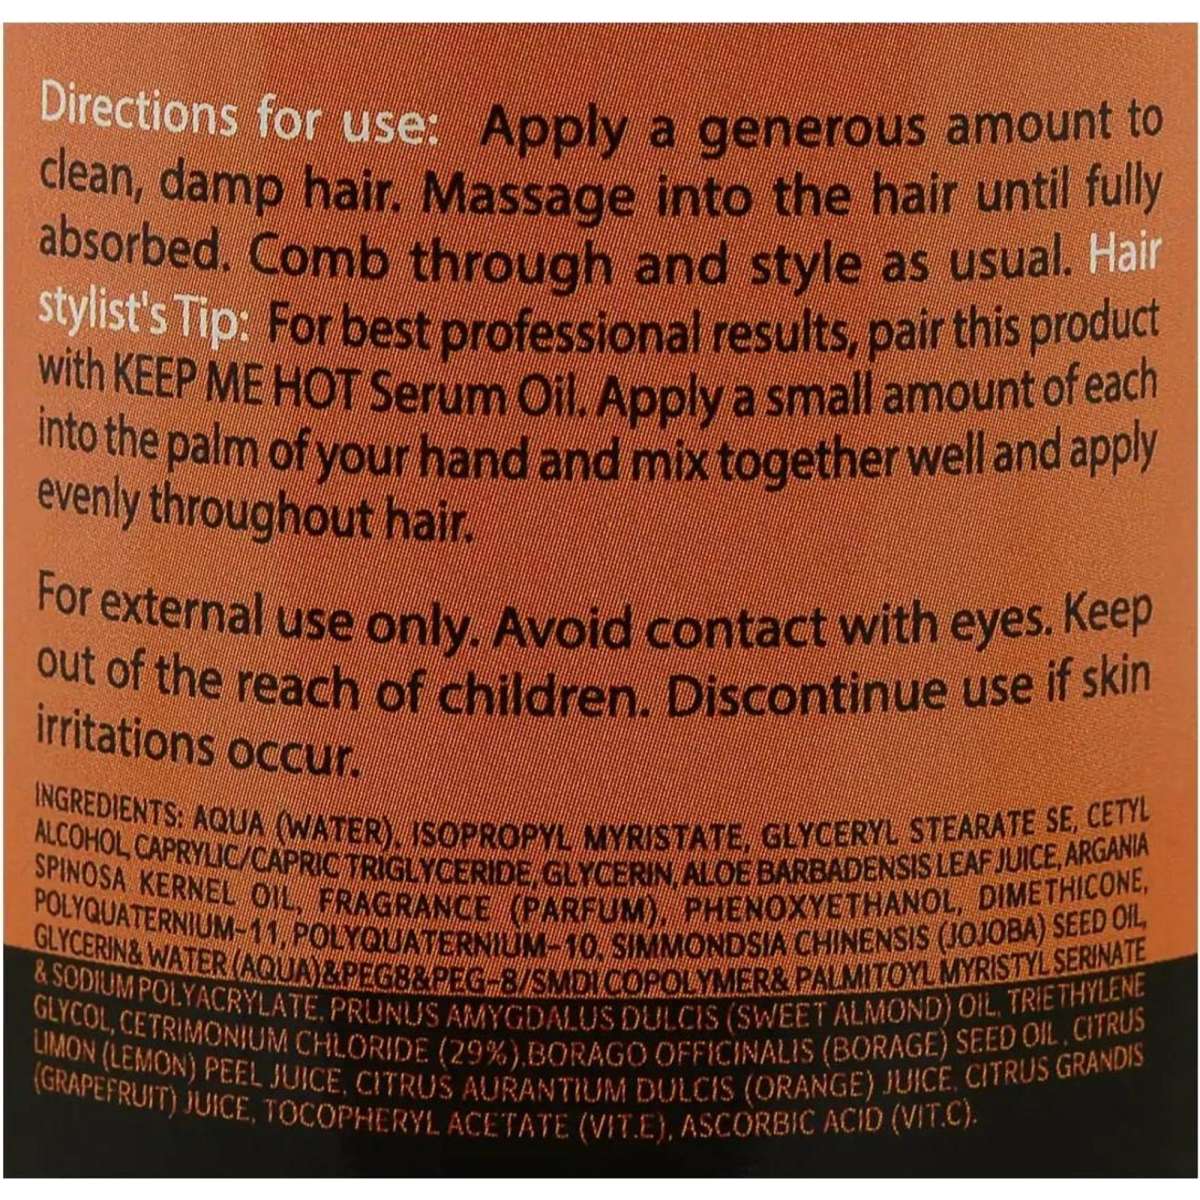 Directions for use: Apply a generous amount to
clean, damp hair. Massage into the hair until fully
absorbed. Comb through and style as usual. Hair
stylist's Tip: For best professional results, pair this product
with KEEP ME HOT Serum Oil. Apply a small amount of each
into the palm of your hand and mix together well and apply
evenly throughout hair.
For external use only. Avoid contact with eyes. Keep
out of the reach of children. Discontinue use if skin
irritations occur.
INGREDIENTS: AQUA (WATER), ISOPROPYL MYRISTATE, GLYCERYL STEARATE SE, CETYL
ALCOHOL, CAPRYLIC/CAPRIC TRIGLYCERIDE, GLYCERIN, ALOE BARBADENSIS LEAF JUICE, ARGANIA
SPINOSA KERNEL OIL, FRAGRANCE (PARFUM), PHENOXYETHANOL, DIMETHICONE,
POLYQUATERNIUM-11, POLYQUATERNIUM-10, SIMMONDSIA CHINENSIS (JOJOBA) SEED OIL,
GLYCERIN& WATER (AQUA)&PEG8&PEG-8/SMDI COPOLYMER& PALMITOYL MYRISTYL SERINATE
& SODIUM POLYACRYLATE, PRUNUS AMYGDALUS DULCIS (SWEET ALMOND) OIL, TRIETHYLENE
GLYCOL, CETRIMONIUM CHLORIDE (29%),BORAGO OFFICINALIS (BORAGE) SEED OIL, CITRUS
LIMON (LEMON) PEEL JUICE, CITRUS AURANTIUM DULCIS (ORANGE) JUICE, CITRUS GRANDIS
(GRAPEFRUIT) JUICE, TOCOPHERYL ACETATE (VIT.E), ASCORBIC ACID (VIT.C).